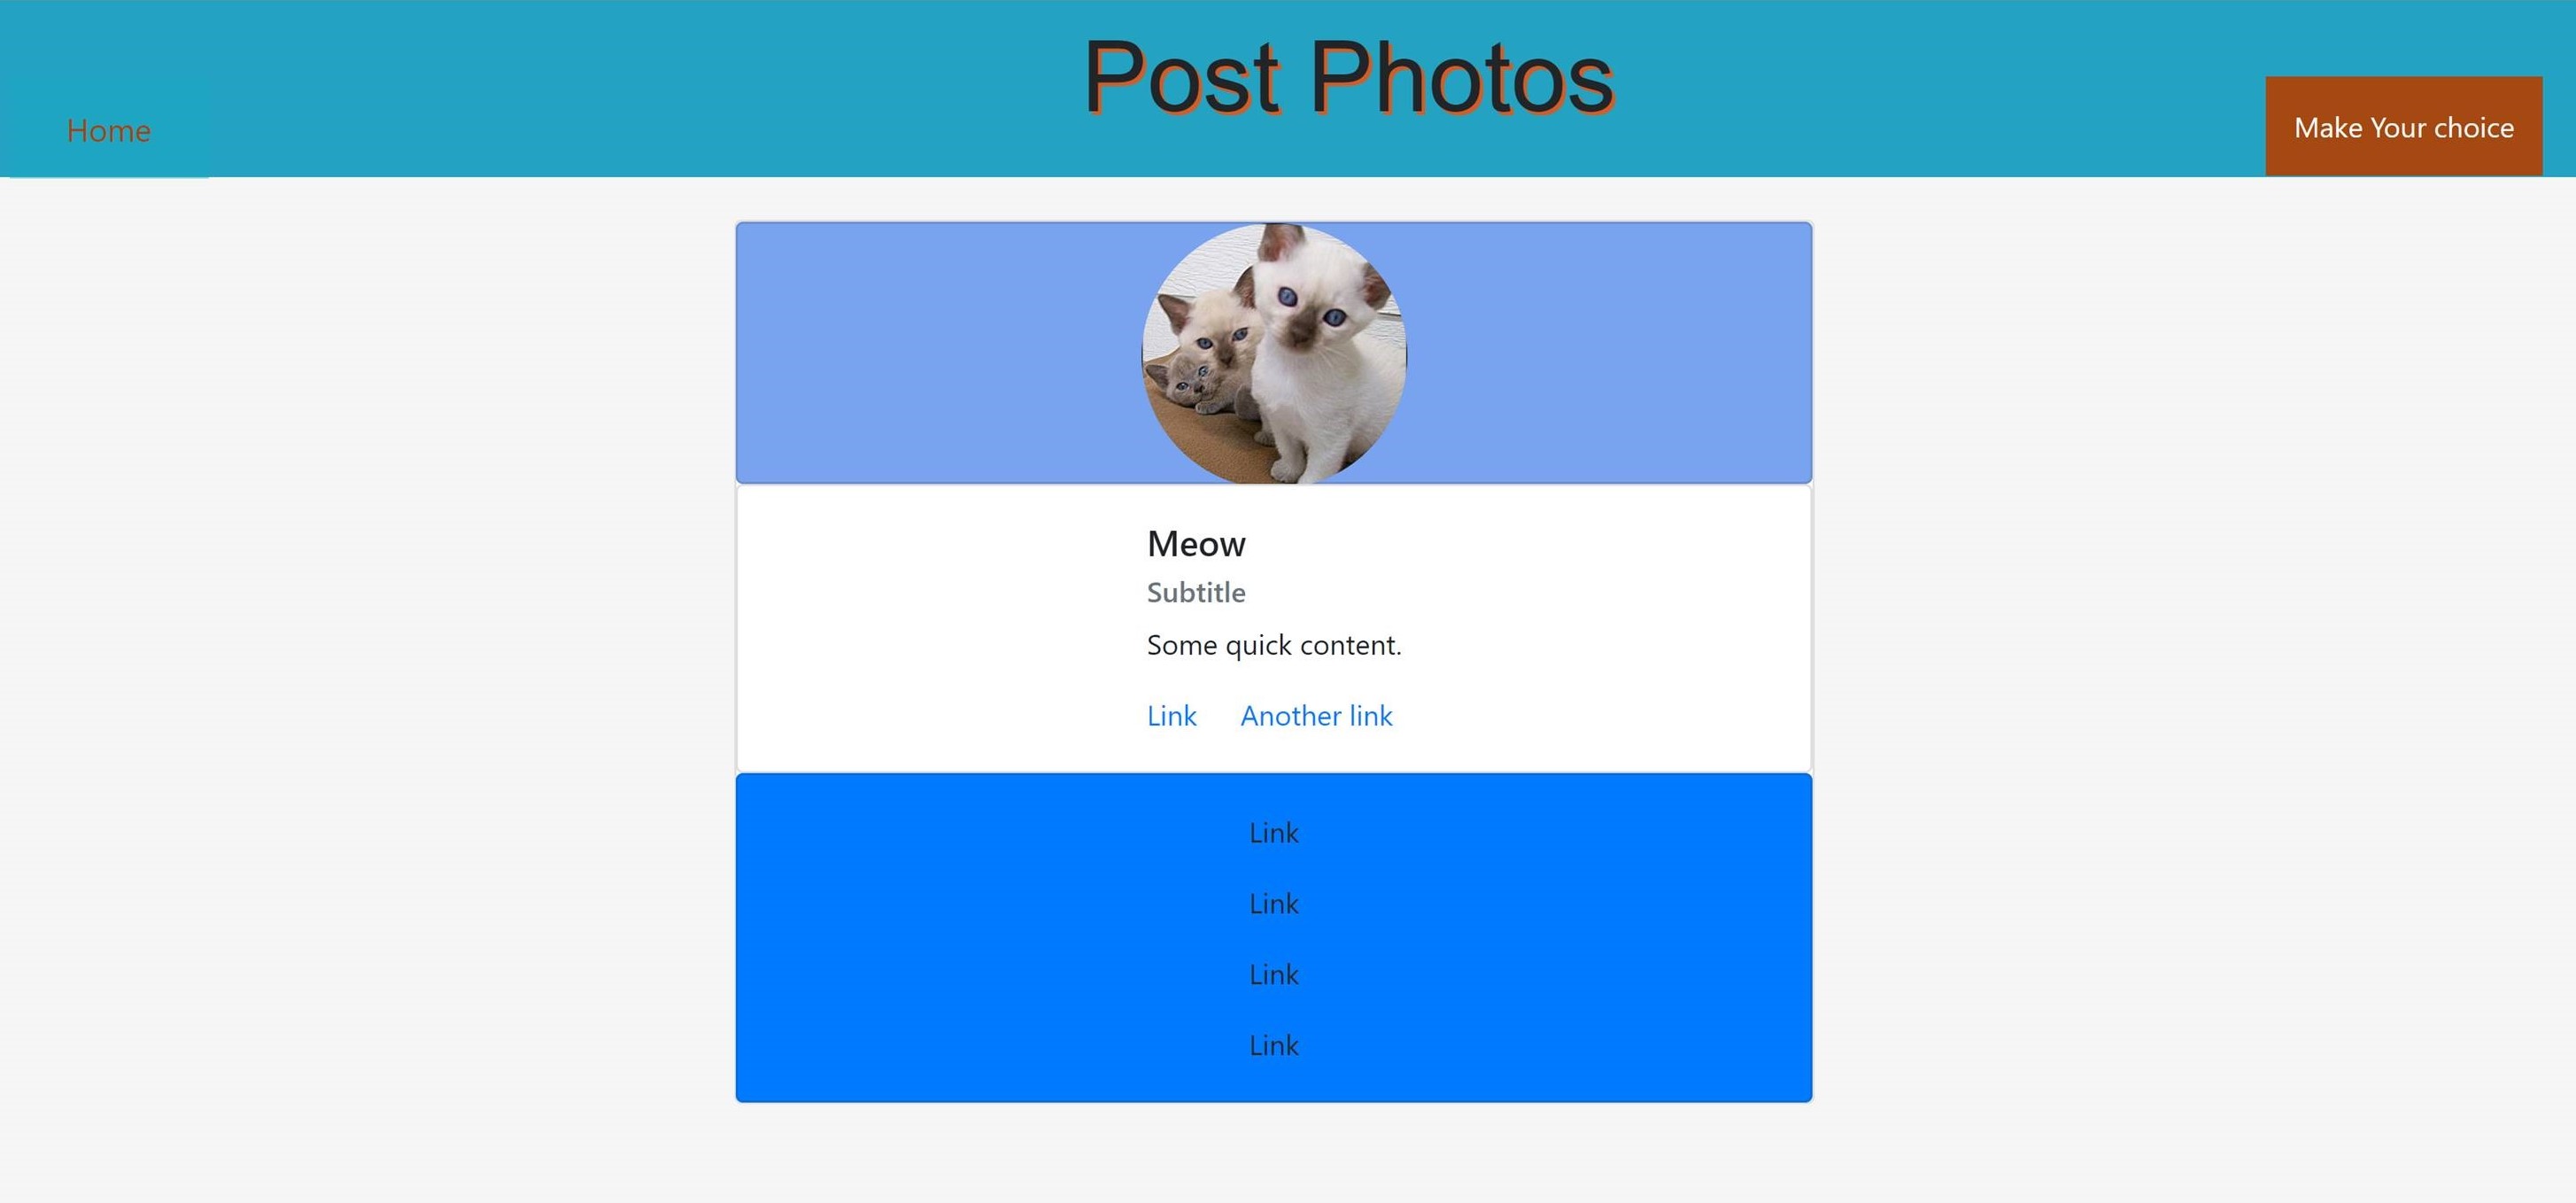 Post Photos
Home
Make Your choice
Meow
Subtitle
Some quick content.
Link Another link
Link
Link
Link
Link